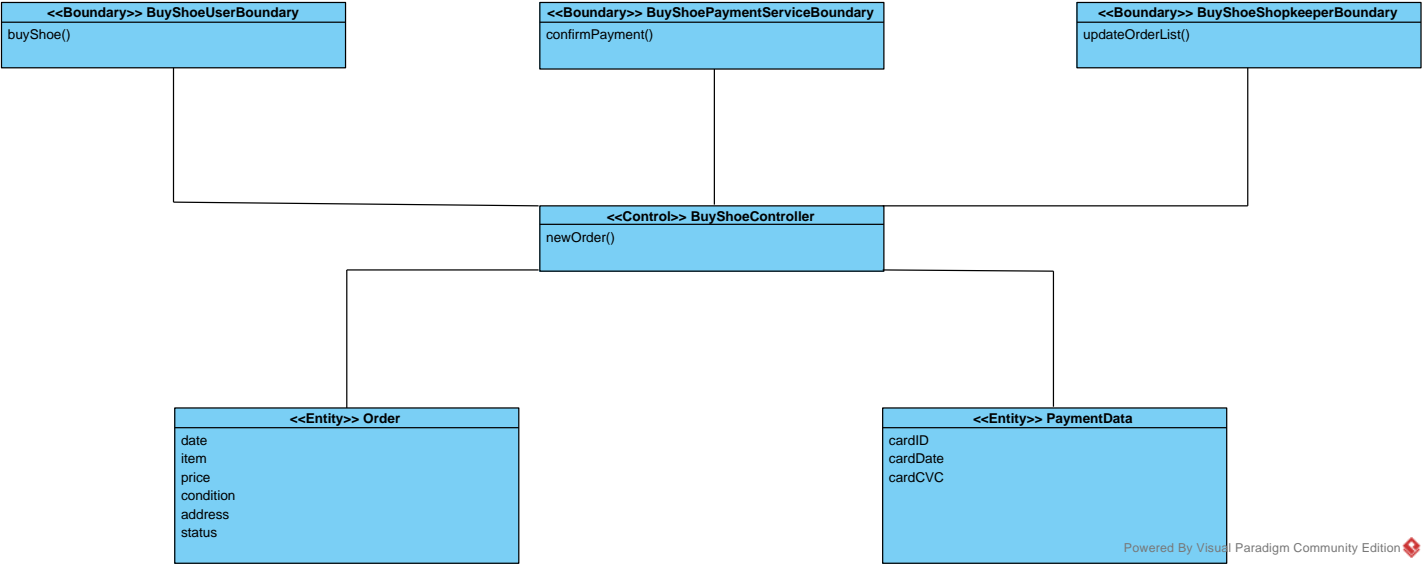 <<Boundary>> BuyShoeUserBoundary
buyShoe()
<<Boundary>> BuyShoePaymentServiceBoundary
confirmPayment()
<<Boundary>> BuyShoeShopkeeperBoundary
updateOrderList()
<<Control>> BuyShoeController
newOrder()
<<Entity>> Order
date
item
price
condition
address
status
<<Entity>> PaymentData
cardID
cardDate
cardCVC
Powered By Visual Paradigm Community Edition